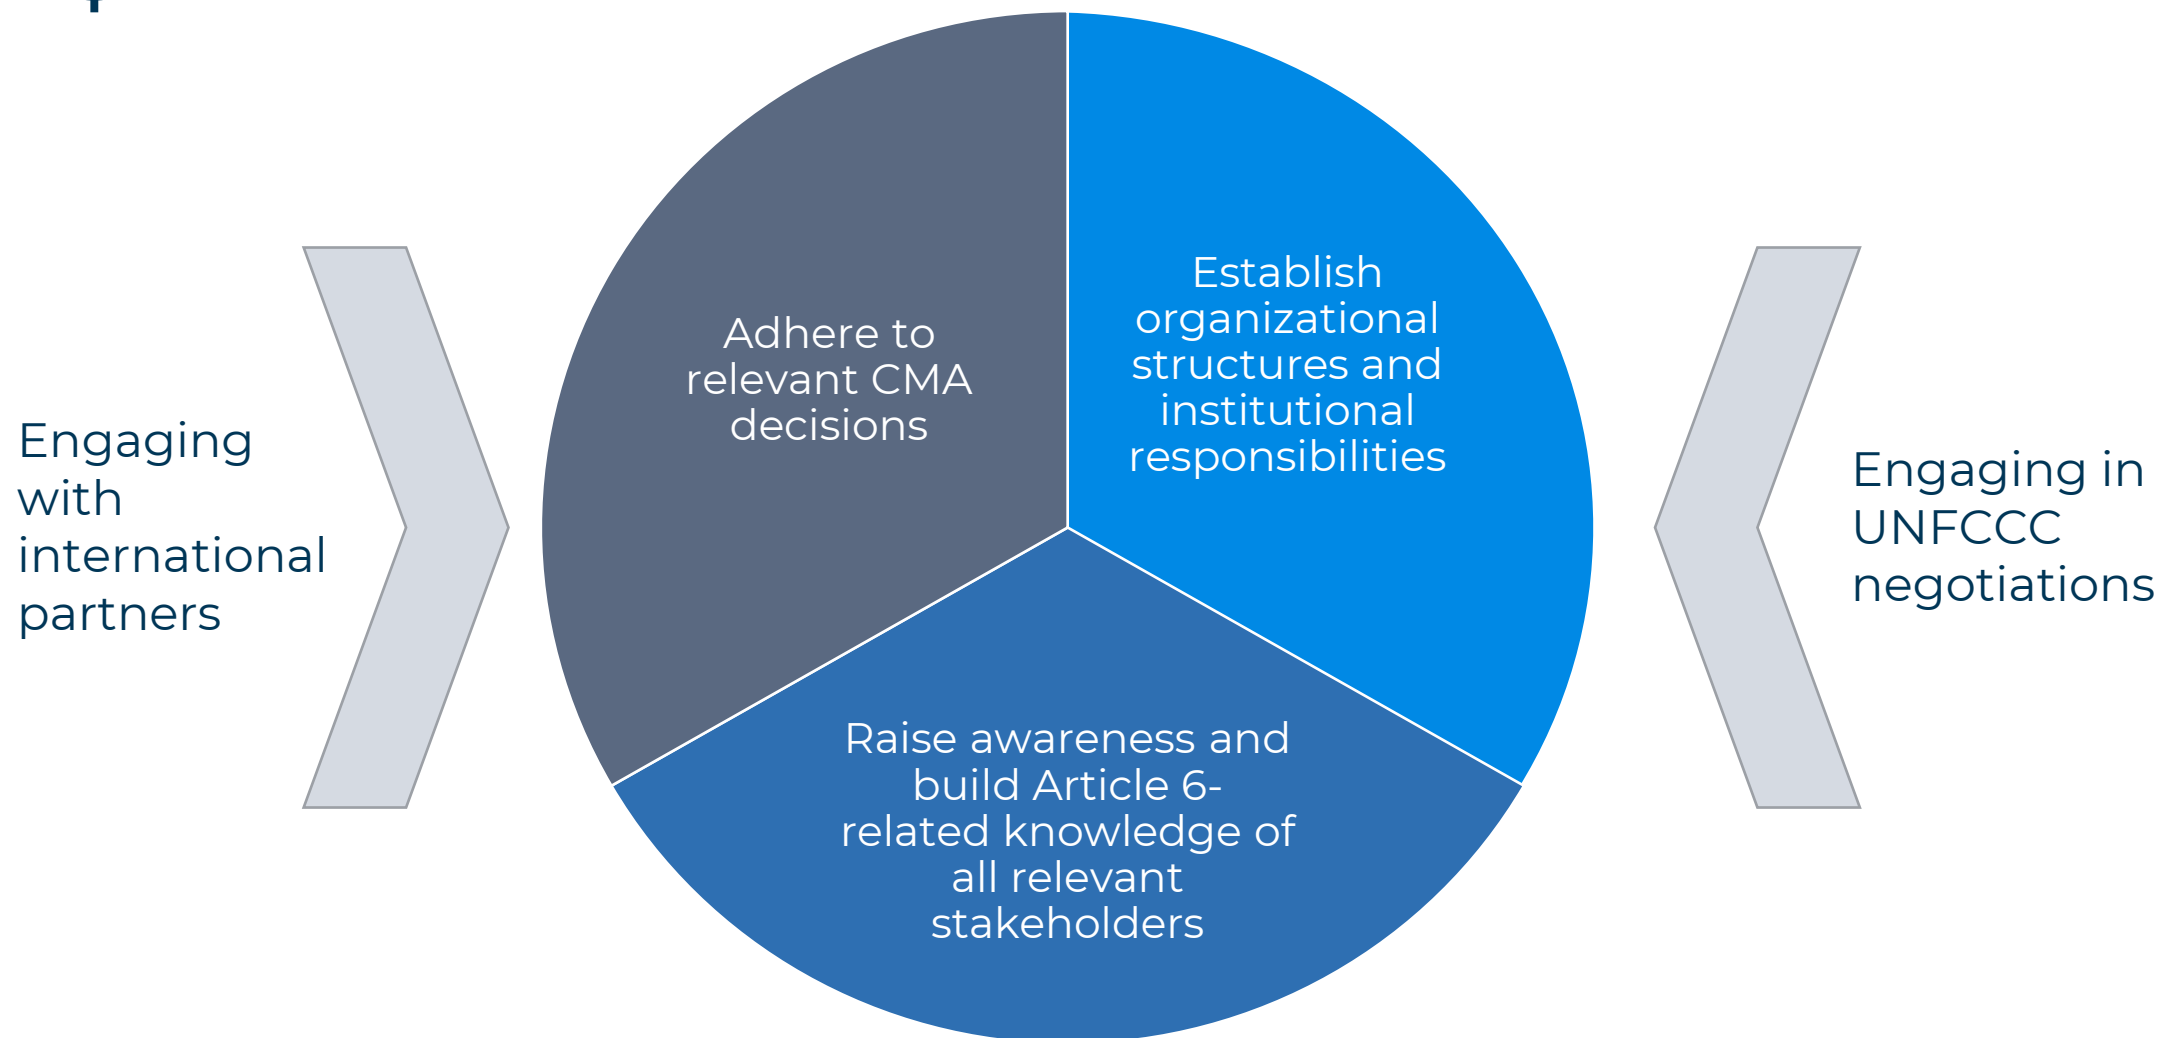 Adhere to
relevant CMA
decisions
Establish
organizational
structures and
institutional
responsibilities
Raise awareness and
build Article 6-
related knowledge of
all relevant
stakeholders
Engaging
with
international
partners
Engaging in
UNFCCC
negotiations